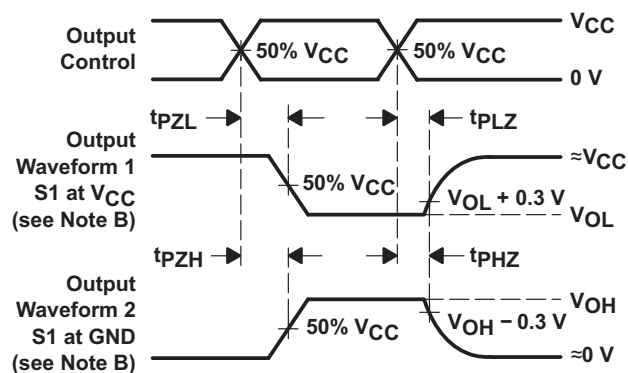 Output
Control
50% VCC
50% VCC
VCC
0 V
tPZL
tPLZ
Output
Waveform 1
S1 at VCC
(see Note B)
50% VCC
≈VCC
VOL + 0.3 V
VOL
tPZH
tPHZ
Output
Waveform 2
S1 at GND
(see Note B)
50% VCC
VOH
VOH − 0.3 V
≈0 V